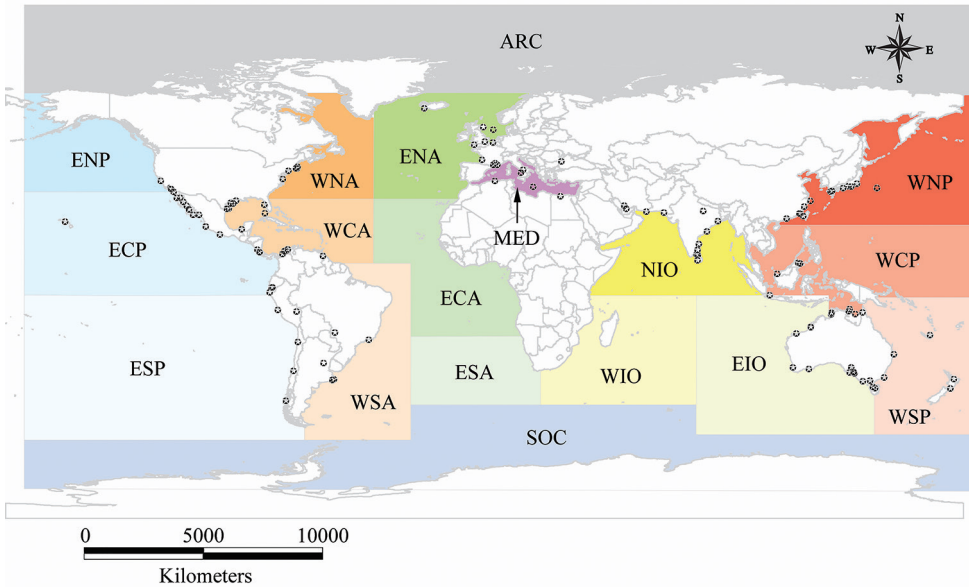 ARC
N
W E
S
ENP
WNA
ENA
WNP
MED
ECP
WCA
NIO
WCP
ECA
ESP
WSA
ESA
WIO
EIO
WSP
SOC
0 5000 10000
Kilometers